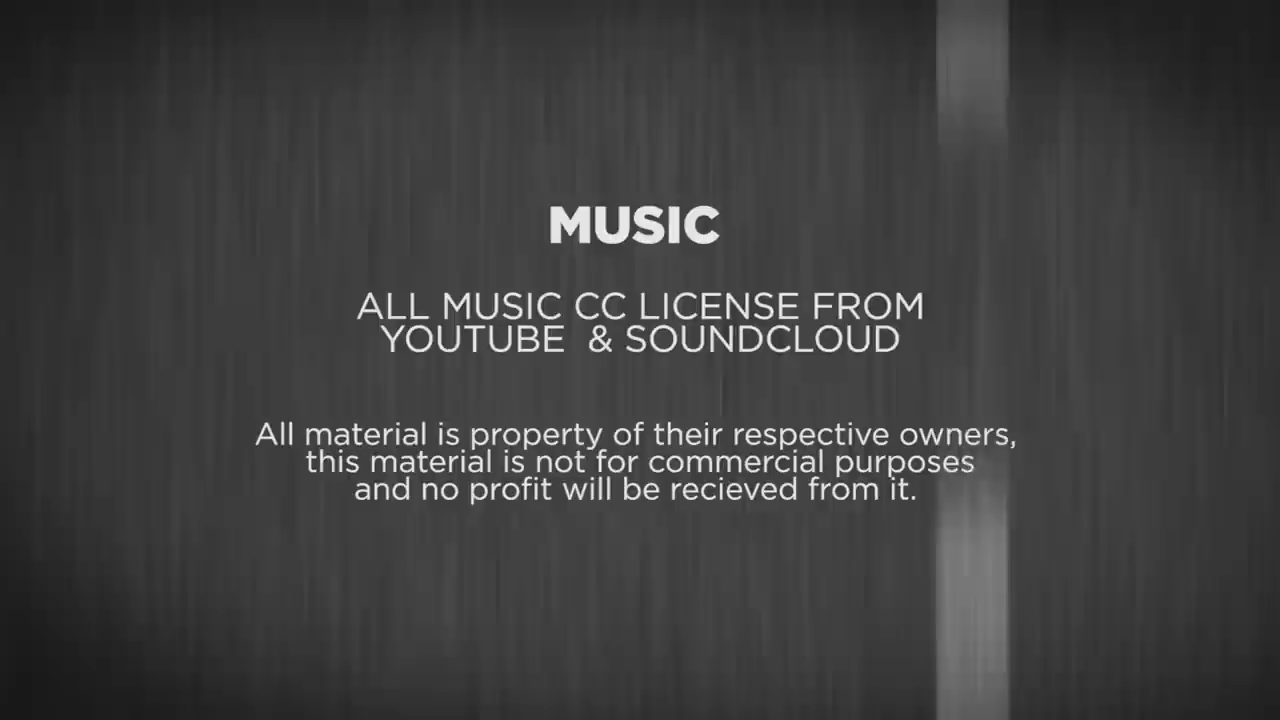 MUSIC
ALL MUSIC CC LICENSE FROM
YOUTUBE & SOUNDCLOUD
All material is property of their respective owners,
this material is not for commercial purposes
and no profit will be recieved from it.